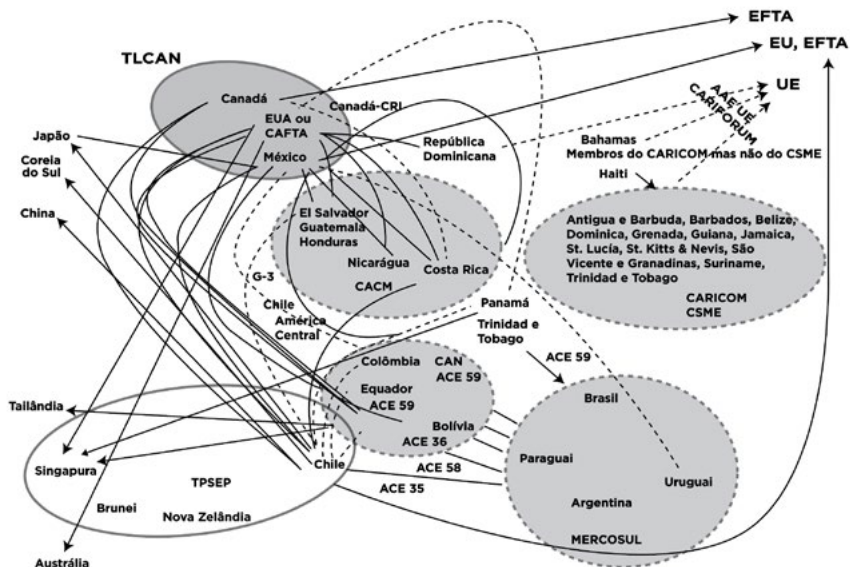 EFTA
EU, EFTA
TLCAN
UE
AAE'UE
CARIFORUM
Canadá
Canadá-CRI
EUA ou
CAFTA
Japão
México
República
Dominicana
Bahamas
Membros do CARICOM mas não do CSME
Coreia
do Sul
Haiti
China
El Salvador
Guatemala
Honduras
Antigua e Barbuda, Barbados, Belize,
Dominica, Grenada, Guiana, Jamaica,
St. Lucía, St. Kitts & Nevis, São
Vicente e Granadinas, Suriname,
Trinidad e Tobago
Nicarágua
Costa Rica
G-3
CACM
CARICOM
CSME
Chile
América
Central
Panamá
Trinidad e
Tobago
Colômbia
CAN
ACE 59
ACE 59
Equador
ACE 59
Brasil
Tailândia
Bolívia
ACE 36
Paraguai
Singapura
Chile
ACE 58
TPSEP
ACE 35
Uruguai
Brunei
Nova Zelândia
Argentina
MERCOSUL
Austrália